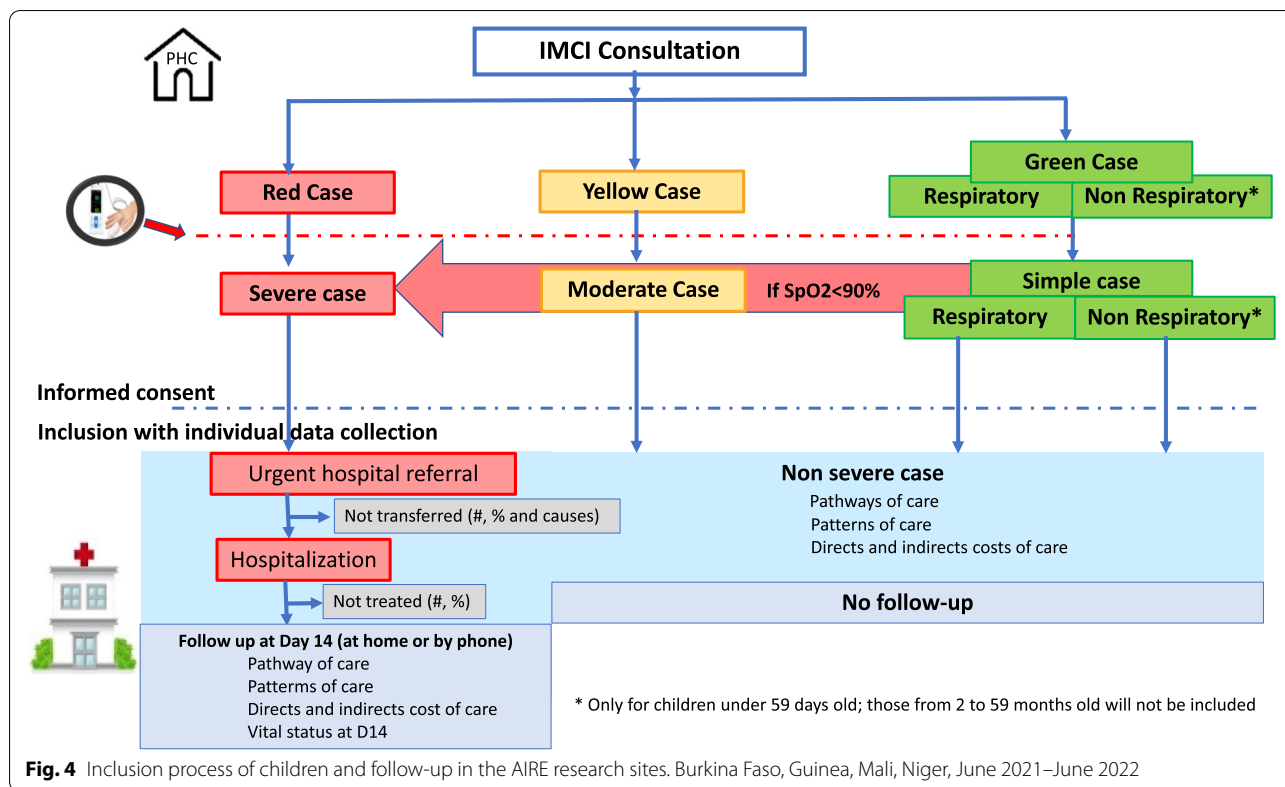 PHC
IMCI Consultation
Red Case
Yellow Case
Green Case
Respiratory
Non Respiratory*
Severe case
Moderate Case
If SpO2<90%
Simple case
Respiratory
Non Respiratory*
Informed consent
Inclusion with individual data collection
Urgent hospital referral
Not transferred (#, % and causes)
Hospitalization
Not treated (#, %)
Follow up at Day 14 (at home or by phone)
Pathway of care
Patterms of care
Directs and indirects cost of care
Vital status at D14
Non severe case
Pathways of care
Patterns of care
Directs and indirects costs of care
No follow-up
* Only for children under 59 days old; those from 2 to 59 months old will not be included
Fig. 4 Inclusion process of children and follow-up in the AIRE research sites. Burkina Faso, Guinea, Mali, Niger, June 2021–June 2022